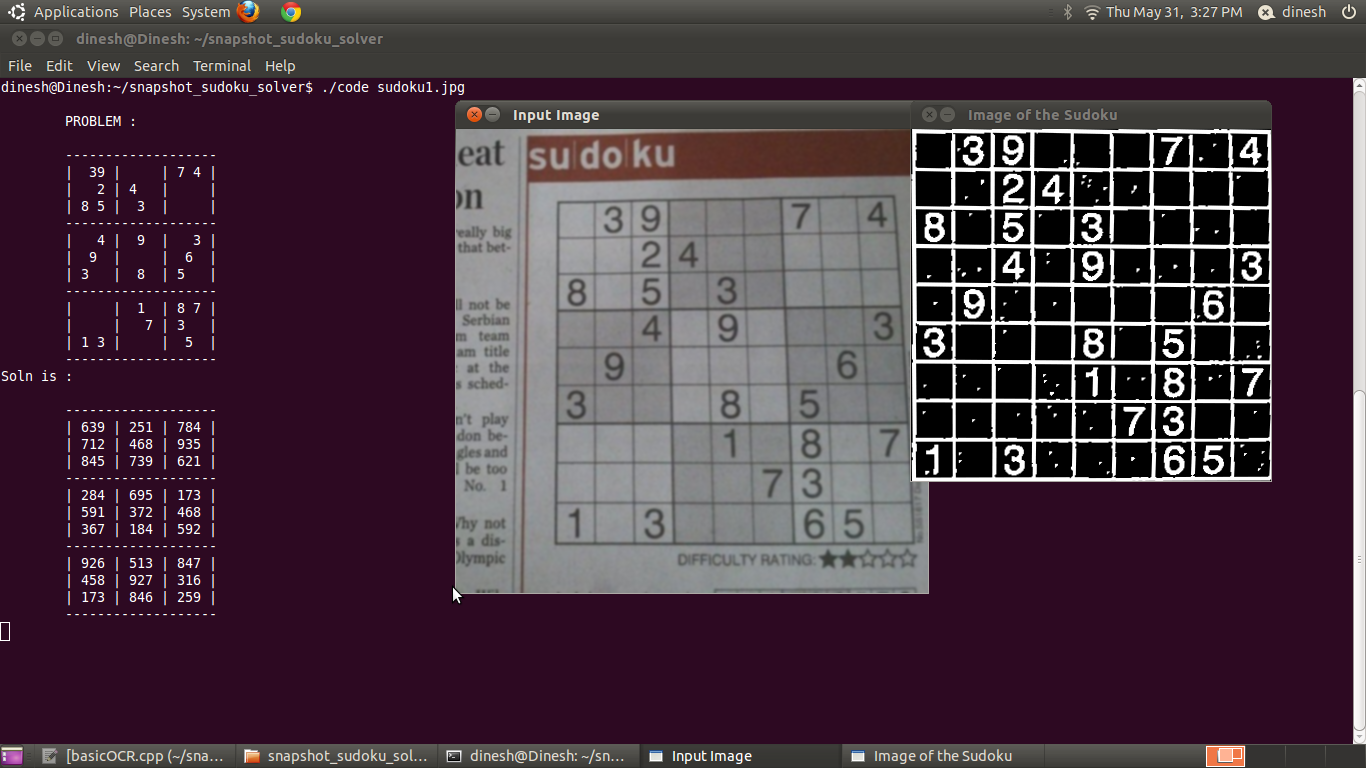 Applications Places System
Thu May 31, 3:27 PM dinesh
dinesh@Dinesh: ~/snapshot_sudoku_solver
File Edit View Search Terminal Help
dinesh@Dinesh:~/snapshot_sudoku_solver$ ./code sudoku1.jpg
PROBLEM :
-------------------
|  39 |     | 7 4 |
|   2 | 4   |     |
| 8 5 |  3  |     |
-------------------
|   4 |  9  |   3 |
|  9  |     |  6  |
| 3   |  8  | 5   |
-------------------
|     |  1  | 8 7 |
|     |   7 | 3   |
| 1 3 |     |  5  |
-------------------
Soln is :
-------------------
| 639 | 251 | 784 |
| 712 | 468 | 935 |
| 845 | 739 | 621 |
-------------------
| 284 | 695 | 173 |
| 591 | 372 | 468 |
| 367 | 184 | 592 |
-------------------
| 926 | 513 | 847 |
| 458 | 927 | 316 |
| 173 | 846 | 259 |
-------------------
Input Image
eat
on
really big
that bet-
ll not be
Serbian
m team
am title
at the
s sched-
n't play
don be-
gles and
l be too
No. 1
Why not
s a dis-
Olympic
su do ku
3 9 7 4
2 4
8 5 3
4 9 3
9 6
3 8 5
1 8 7
7 3
1 3 6 5
DIFFICULTY RATING: ★★☆☆☆
Image of the Sudoku
3 9 7 4
2 4
8 5 3
4 9 3
9 6
3 8 5
1 8 7
7 3
1 3 6 5
[basicOCR.cpp (~/sna...
snapshot_sudoku_sol...
dinesh@Dinesh: ~/sn...
Input Image
Image of the Sudoku